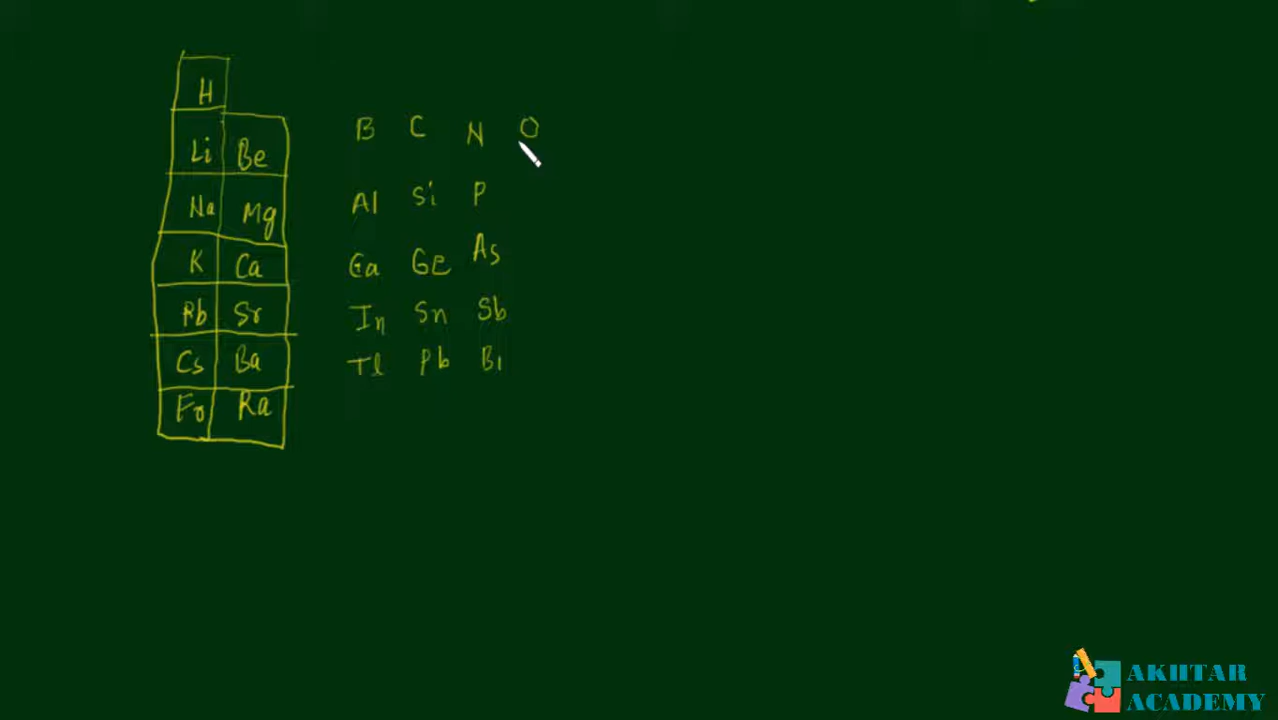 H
Li Be B C N O
Na Mg Al Si P
K Ca Ga Ge As
Rb Sr In Sn Sb
Cs Ba Tl Pb Bi
Fr Ra
AKHTAR
ACADEMY